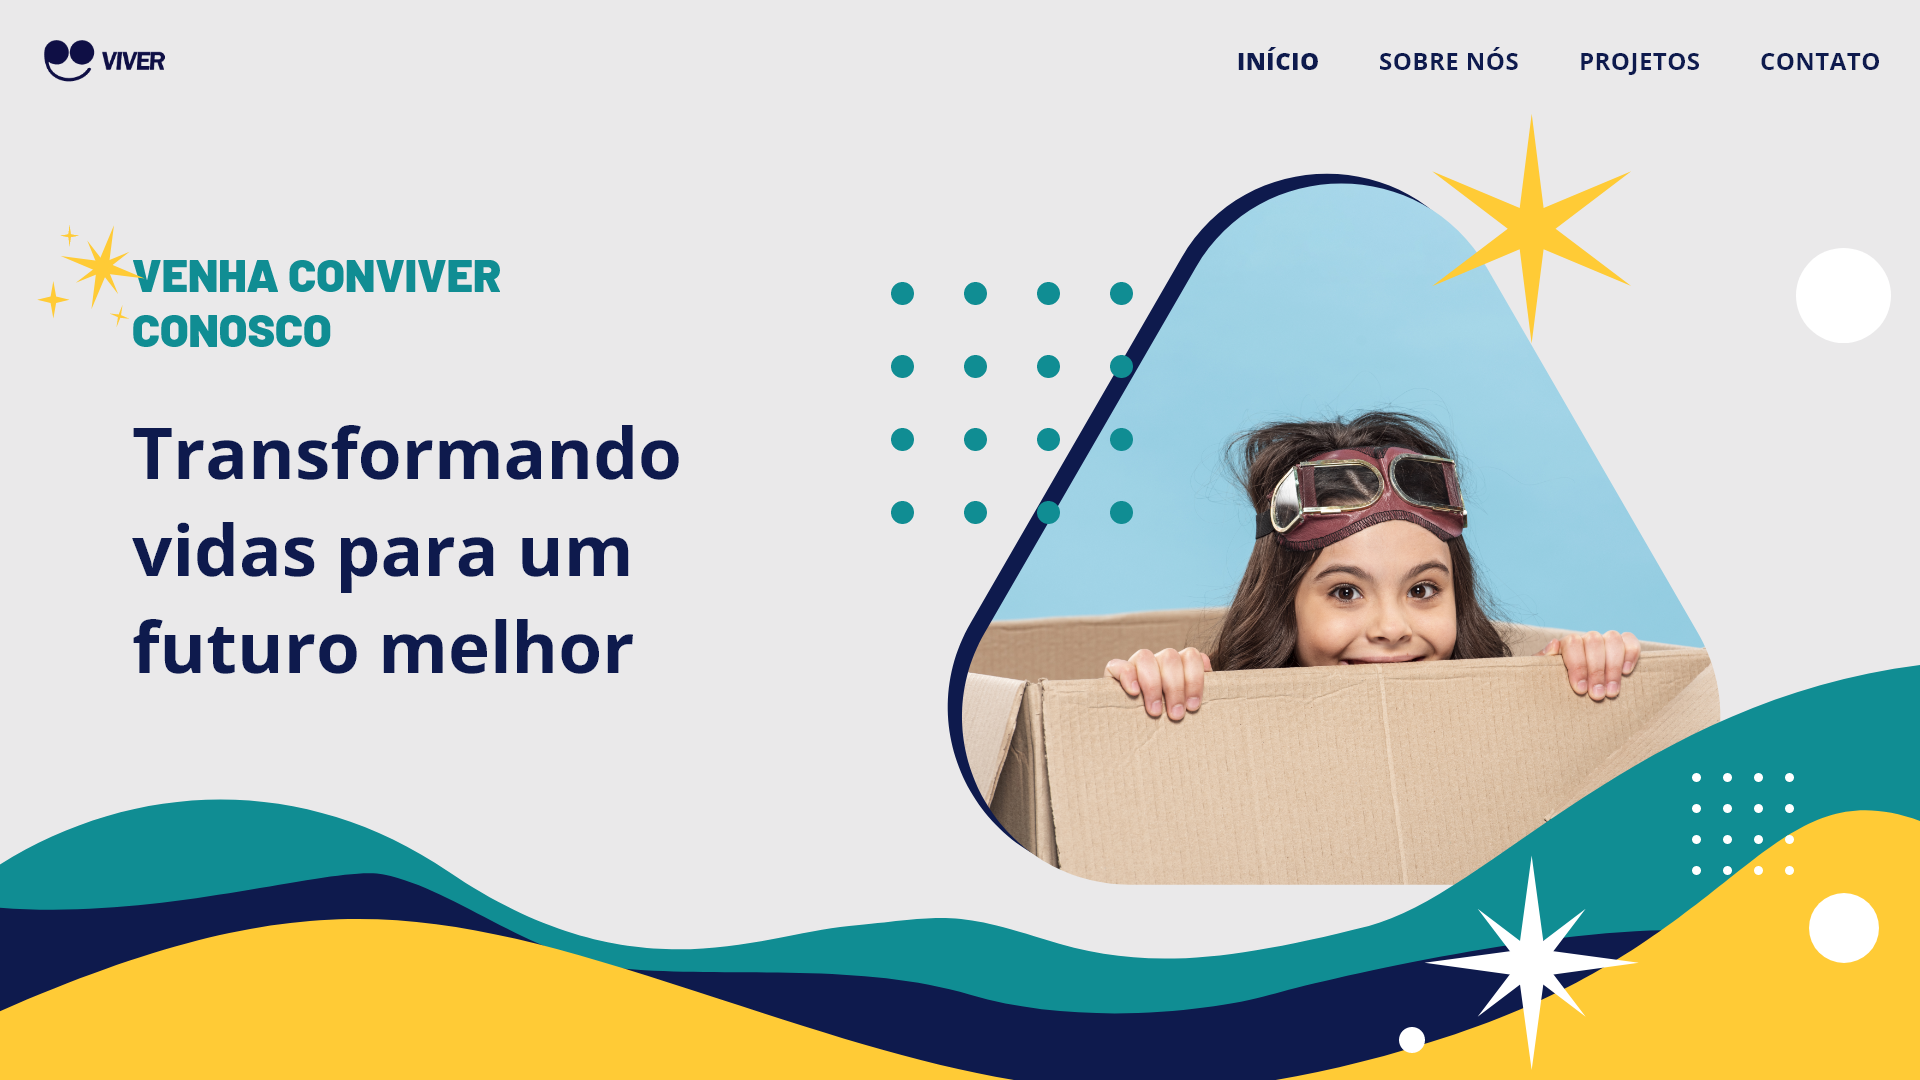 VIVER
INÍCIO SOBRE NÓS PROJETOS CONTATO
VENHA CONVIVER
CONOSCO
Transformando
vidas para um
futuro melhor